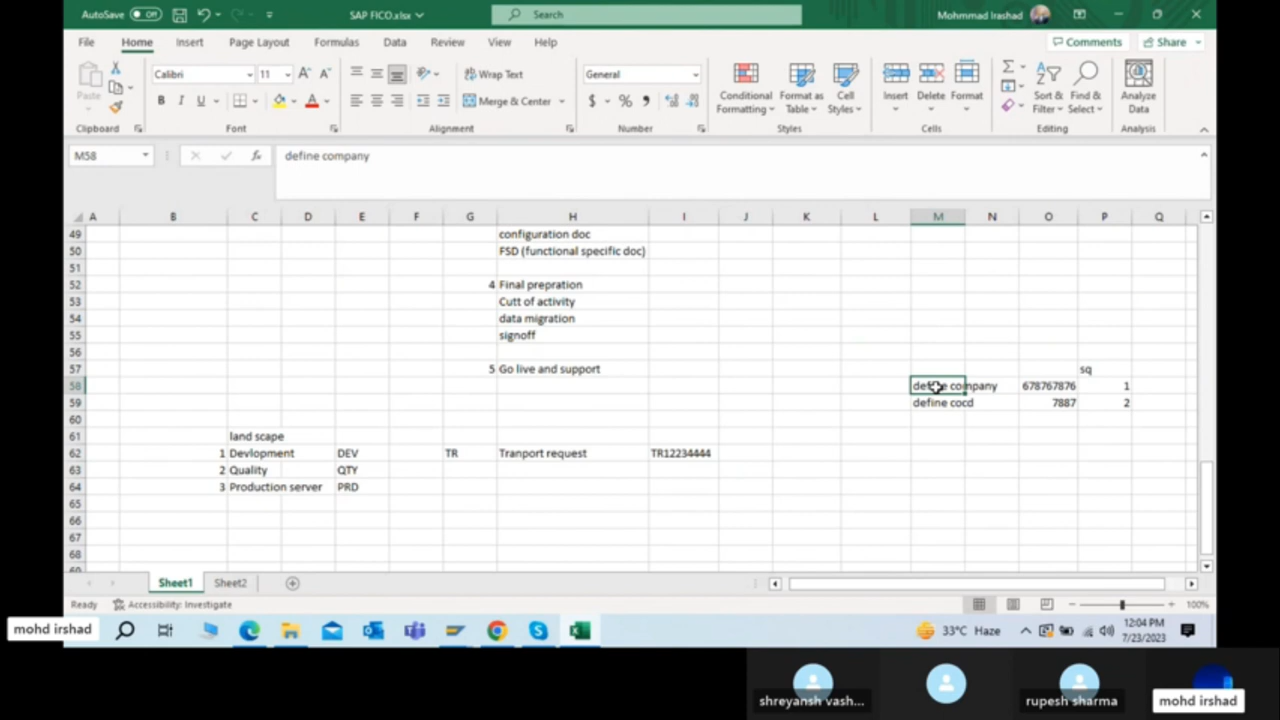 AutoSave Off SAP FICO.xlsx Search Mohmmad Irashad
File Home Insert Page Layout Formulas Data Review View Help Comments Share
Calibri 11 Wrap Text General
Paste B I U Merge & Center $ % Conditional Formatting Format as Table Cell Styles Insert Delete Format Sort & Filter Find & Select Analyze Data
Clipboard Font Alignment Number Styles Cells Editing Analysis
M58 fx define company
A B C D E F G H I J K L M N O P Q
49 configuration doc
50 FSD (functional specific doc)
51
52 4 Final prepration
53 Cutt of activity
54 data migration
55 signoff
56
57 5 Go live and support sq
58 define company 678767876 1
59 define cocd 7887 2
60
61 land scape
62 1 Devlopment DEV TR Tranport request TR12234444
63 2 Quality QTY
64 3 Production server PRD
65
66
67
68
69
Sheet1 Sheet2
Ready Accessibility: Investigate 100%
mohd irshad 33°C Haze 12:04 PM
7/23/2023
shreyansh vash... rupesh sharma mohd irshad